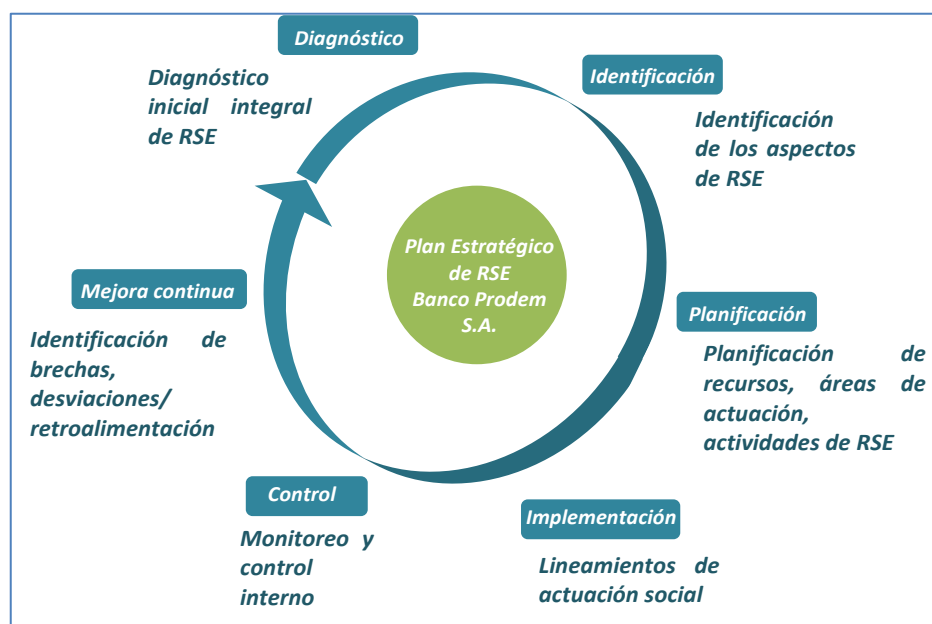 Diagnóstico
Diagnóstico
inicial integral
de RSE
Identificación
Identificación
de los aspectos
de RSE
Plan Estratégico
de RSE
Banco Prodem
S.A.
Planificación
Planificación de
recursos, áreas de
actuación,
actividades de RSE
Implementación
Lineamientos de
actuación social
Control
Monitoreo y
control
interno
Mejora continua
Identificación de
brechas,
desviaciones/
retroalimentación